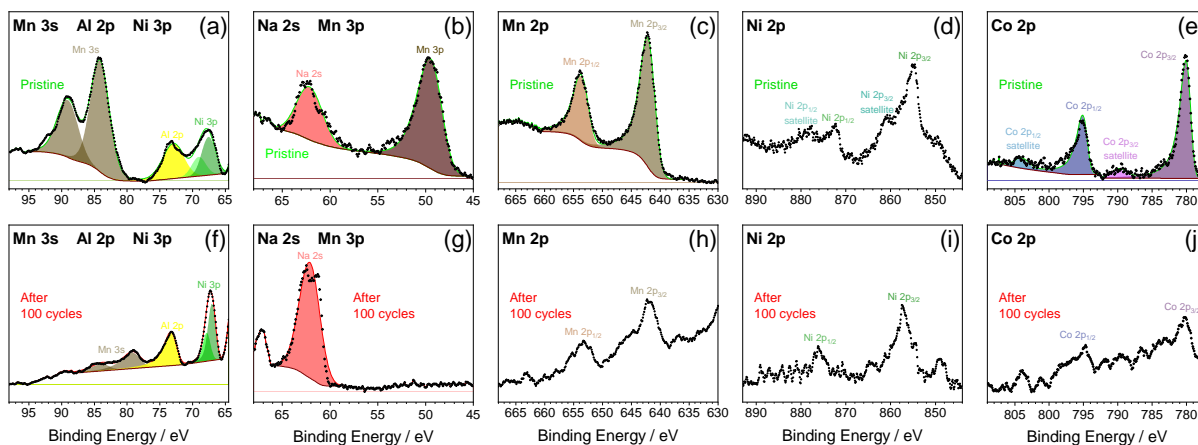 Mn 3s Al 2p Ni 3p (a)
Mn 3s
Pristine
Al 2p
Ni 3p
95 90 85 80 75 70 65
Na 2s Mn 3p (b)
Mn 3p
Na 2s
Pristine
65 60 55 50 45
Mn 2p (c)
Mn 2p3/2
Mn 2p1/2
Pristine
665 660 655 650 645 640 635 630
Ni 2p (d)
Ni 2p3/2
Pristine
Ni 2p3/2
satellite
Ni 2p1/2
satellite
Ni 2p1/2
890 880 870 860 850
Co 2p (e)
Co 2p3/2
Pristine
Co 2p1/2
Co 2p1/2
satellite
Co 2p3/2
satellite
805 800 795 790 785 780
Mn 3s Al 2p Ni 3p (f)
Ni 3p
After
100 cycles
Al 2p
Mn 3s
95 90 85 80 75 70 65
Binding Energy / eV
Na 2s Mn 3p (g)
Na 2s
After
100 cycles
65 60 55 50 45
Binding Energy / eV
Mn 2p (h)
Mn 2p3/2
After
100 cycles
Mn 2p1/2
665 660 655 650 645 640 635 630
Binding Energy / eV
Ni 2p (i)
Ni 2p3/2
After
100 cycles
Ni 2p1/2
890 880 870 860 850
Binding Energy / eV
Co 2p (j)
Co 2p3/2
After
100 cycles
Co 2p1/2
805 800 795 790 785 780
Binding Energy / eV